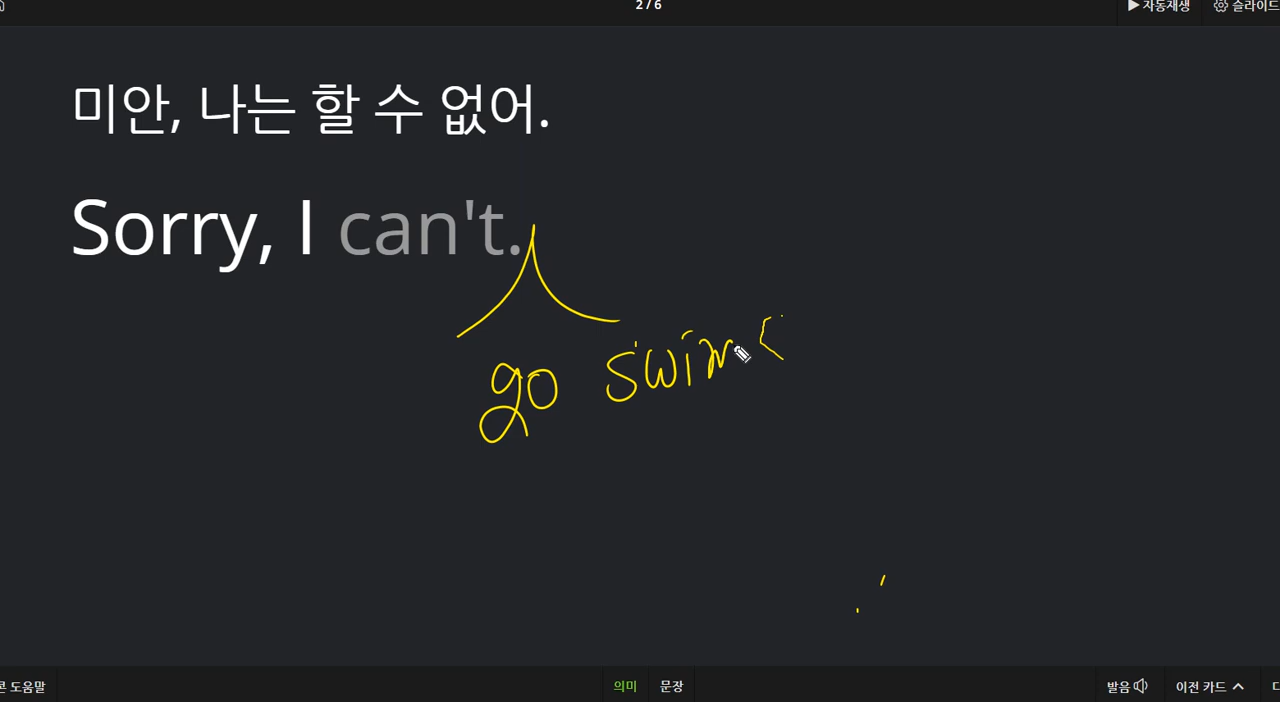 2 / 6
▶ 자동재생
슬라이드
미안, 나는 할 수 없어.
Sorry, I can't.
go swim
도움말
의미
문장
발음
이전 카드